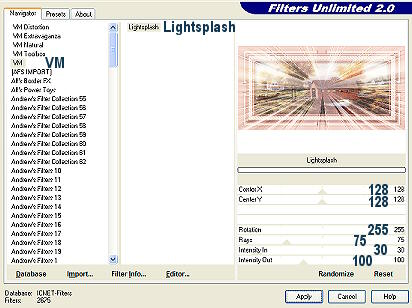 Navigator Presets About
Filters Unlimited 2.0
VM Distortion
VM Extravaganza
VM Natural
VM Toolbox
VM VM
[AFS IMPORT]
Alf's Border FX
Alf's Power Toys
Andrew's Filter Collection 55
Andrew's Filter Collection 56
Andrew's Filter Collection 57
Andrew's Filter Collection 58
Andrew's Filter Collection 59
Andrew's Filter Collection 60
Andrew's Filter Collection 61
Andrew's Filter Collection 62
Andrew's Filters 10
Andrew's Filters 11
Andrew's Filters 12
Andrew's Filters 13
Andrew's Filters 14
Andrew's Filters 15
Andrew's Filters 16
Andrew's Filters 17
Andrew's Filters 18
Andrew's Filters 19
Andrew's Filters 1
Lightsplash Lightsplash
Lightsplash
Center X 128 128
Center Y 128 128
Rotation 255 255
Rays 75 75
Intensity In 30 30
Intensity Out 100 100
Database Import... Filter Info... Editor... Randomize Reset
Database: ICNET-Filters
Filters: 2675
Apply Cancel Help